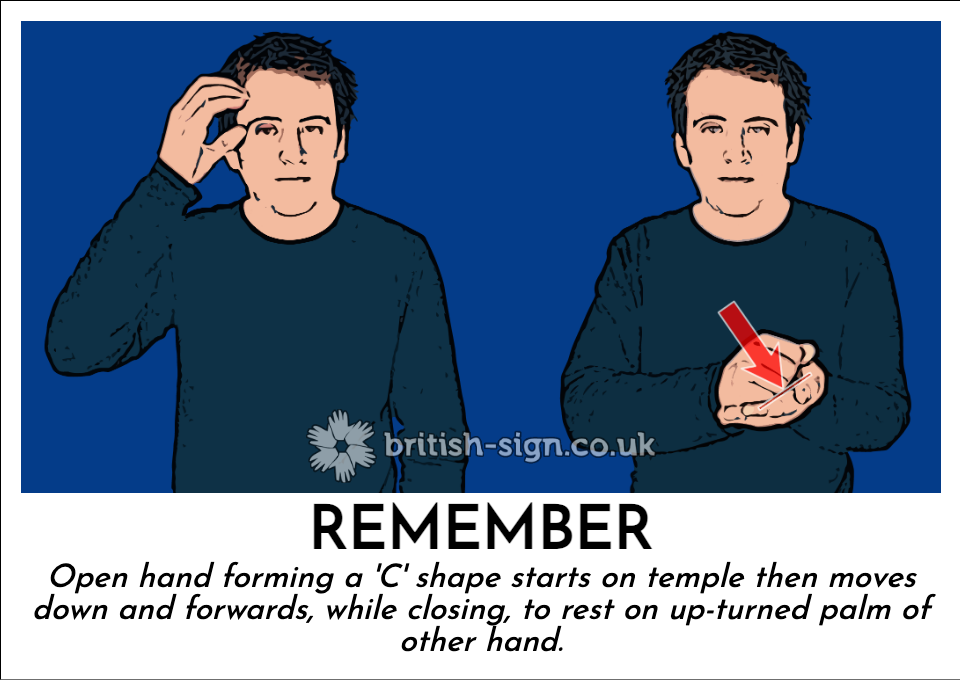 british-sign.co.uk
REMEMBER
Open hand forming a 'C' shape starts on temple then moves
down and forwards, while closing, to rest on up-turned palm of
other hand.